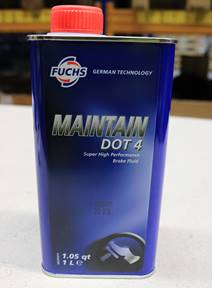 FUCHS
GERMAN TECHNOLOGY
MAINTAIN
DOT 4
Super High Performance
Brake Fluid
1.05 qt
1 L